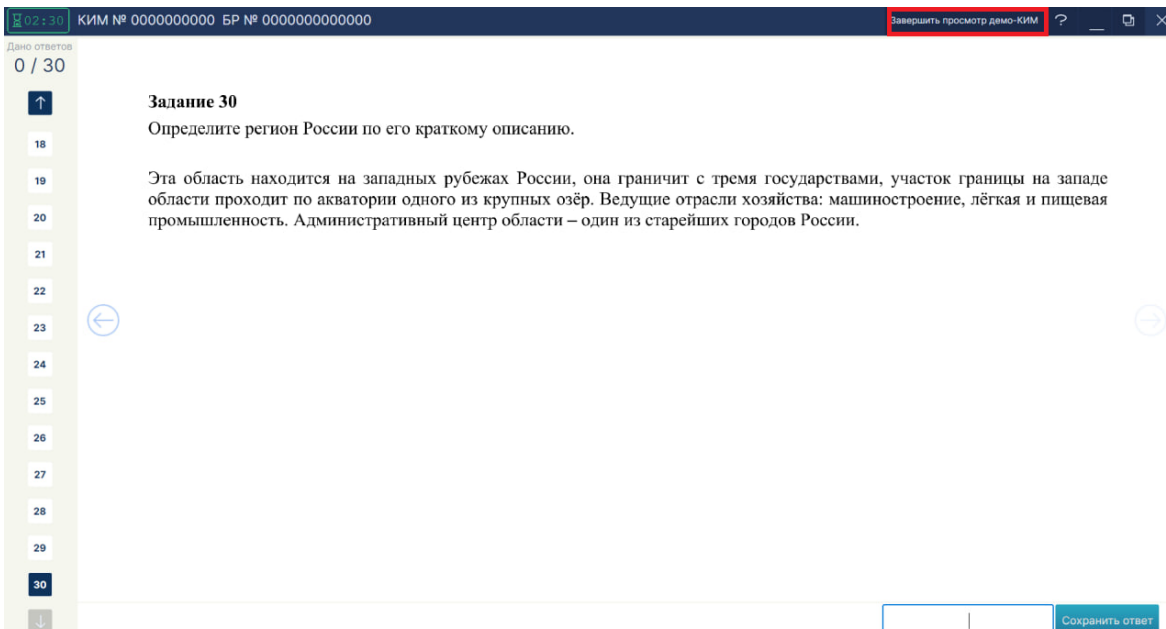 02:30 КИМ № 0000000000 БР № 0000000000000 Завершить просмотр демо-КИМ ?
Дано ответов
0 / 30
Задание 30
Определите регион России по его краткому описанию.
Эта область находится на западных рубежах России, она граничит с тремя государствами, участок границы на западе
области проходит по акватории одного из крупных озёр. Ведущие отрасли хозяйства: машиностроение, лёгкая и пищевая
промышленность. Административный центр области – один из старейших городов России.
18
19
20
21
22
23
24
25
26
27
28
29
30
Сохранить ответ